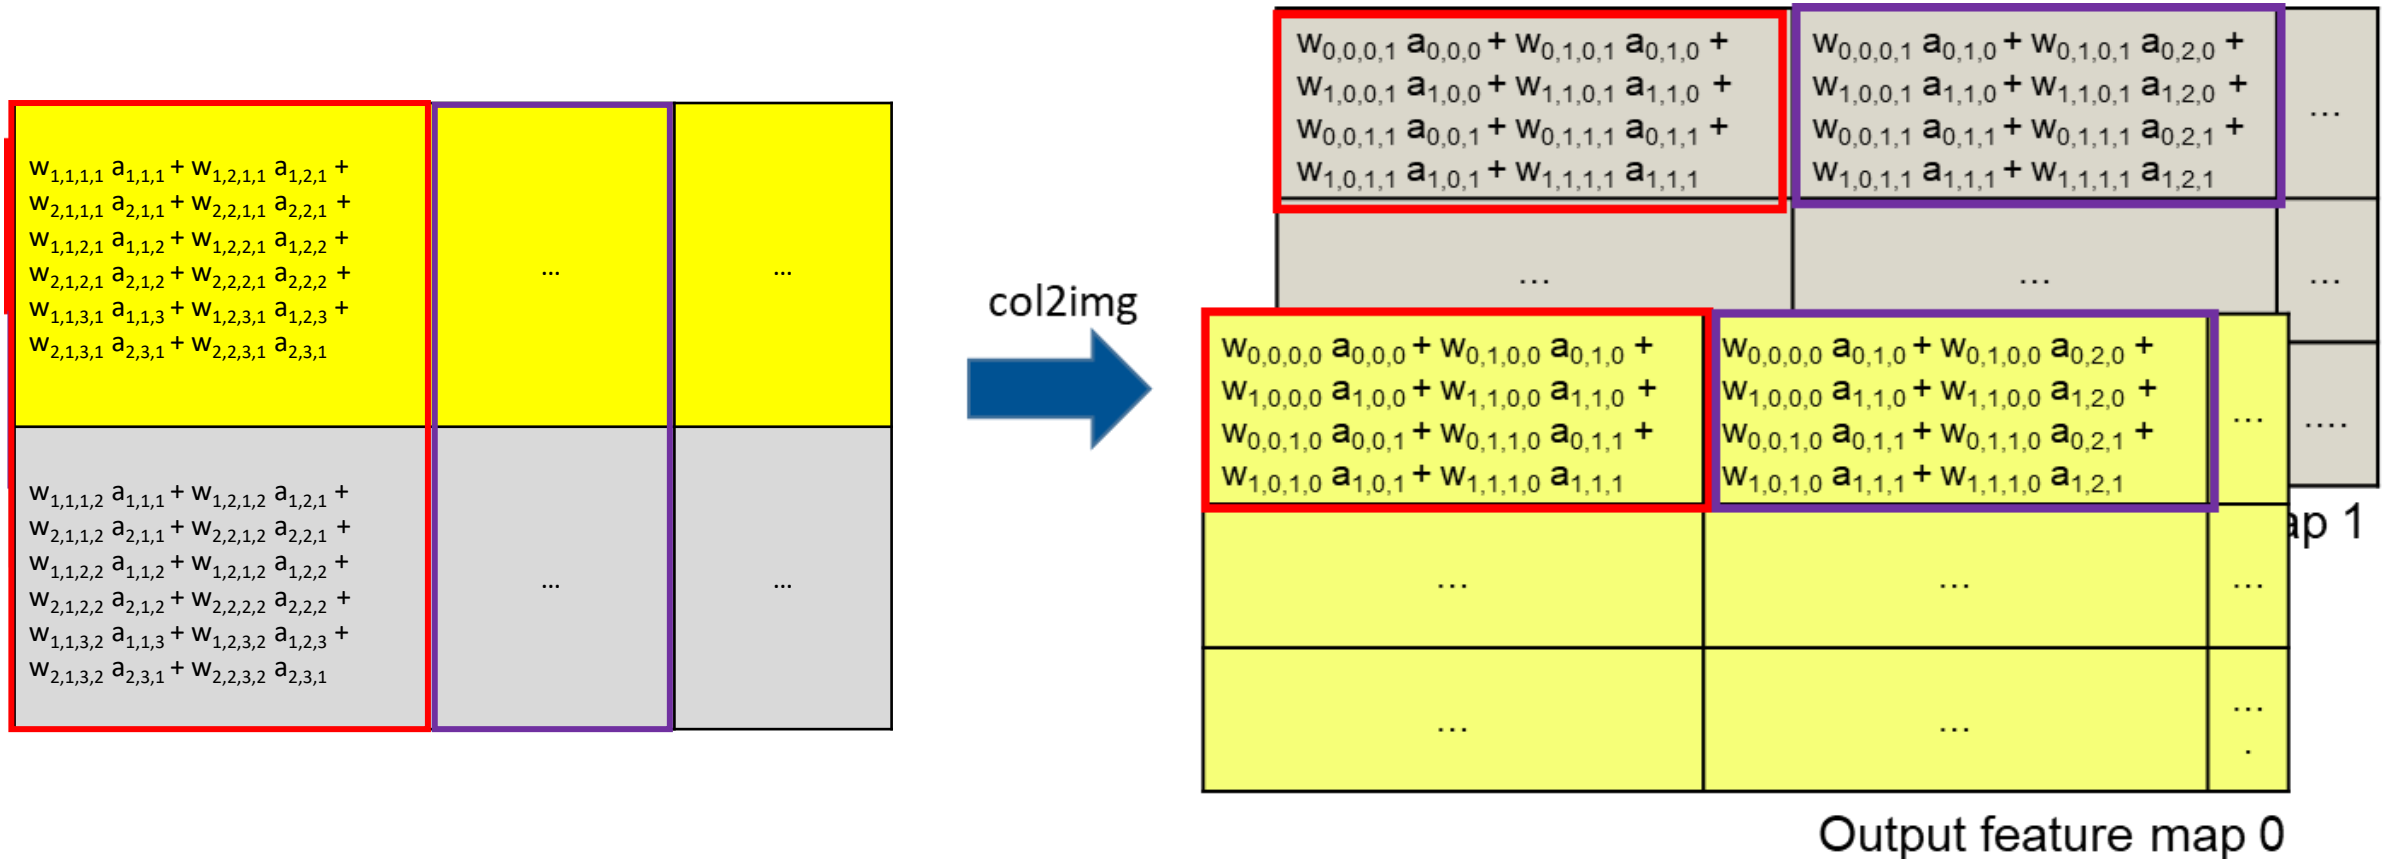 w1,1,1,1 a1,1,1 + w1,2,1,1 a1,2,1 +
w2,1,1,1 a2,1,1 + w2,2,1,1 a2,2,1 +
w1,1,2,1 a1,1,2 + w1,2,2,1 a1,2,2 +
w2,1,2,1 a2,1,2 + w2,2,2,1 a2,2,2 +
w1,1,3,1 a1,1,3 + w1,2,3,1 a1,2,3 +
w2,1,3,1 a2,3,1 + w2,2,3,1 a2,3,1
...
...
w1,1,1,2 a1,1,1 + w1,2,1,2 a1,2,1 +
w2,1,1,2 a2,1,1 + w2,2,1,2 a2,2,1 +
w1,1,2,2 a1,1,2 + w1,2,1,2 a1,2,2 +
w2,1,2,2 a2,1,2 + w2,2,2,2 a2,2,2 +
w1,1,3,2 a1,1,3 + w1,2,3,2 a1,2,3 +
w2,1,3,2 a2,3,1 + w2,2,3,2 a2,3,1
...
...
col2img
w0,0,0,1 a0,0,0 + w0,1,0,1 a0,1,0 +
w1,0,0,1 a1,0,0 + w1,1,0,1 a1,1,0 +
w0,0,1,1 a0,0,1 + w0,1,1,1 a0,1,1 +
w1,0,1,1 a1,0,1 + w1,1,1,1 a1,1,1
w0,0,0,1 a0,1,0 + w0,1,0,1 a0,2,0 +
w1,0,0,1 a1,1,0 + w1,1,0,1 a1,2,0 +
w0,0,1,1 a0,1,1 + w0,1,1,1 a0,2,1 +
w1,0,1,1 a1,1,1 + w1,1,1,1 a1,2,1
...
...
...
...
....
ap 1
w0,0,0,0 a0,0,0 + w0,1,0,0 a0,1,0 +
w1,0,0,0 a1,0,0 + w1,1,0,0 a1,1,0 +
w0,0,1,0 a0,0,1 + w0,1,1,0 a0,1,1 +
w1,0,1,0 a1,0,1 + w1,1,1,0 a1,1,1
w0,0,0,0 a0,1,0 + w0,1,0,0 a0,2,0 +
w1,0,0,0 a1,1,0 + w1,1,0,0 a1,2,0 +
w0,0,1,0 a0,1,1 + w0,1,1,0 a0,2,1 +
w1,0,1,0 a1,1,1 + w1,1,1,0 a1,2,1
...
...
...
...
...
...
...
.
Output feature map 0